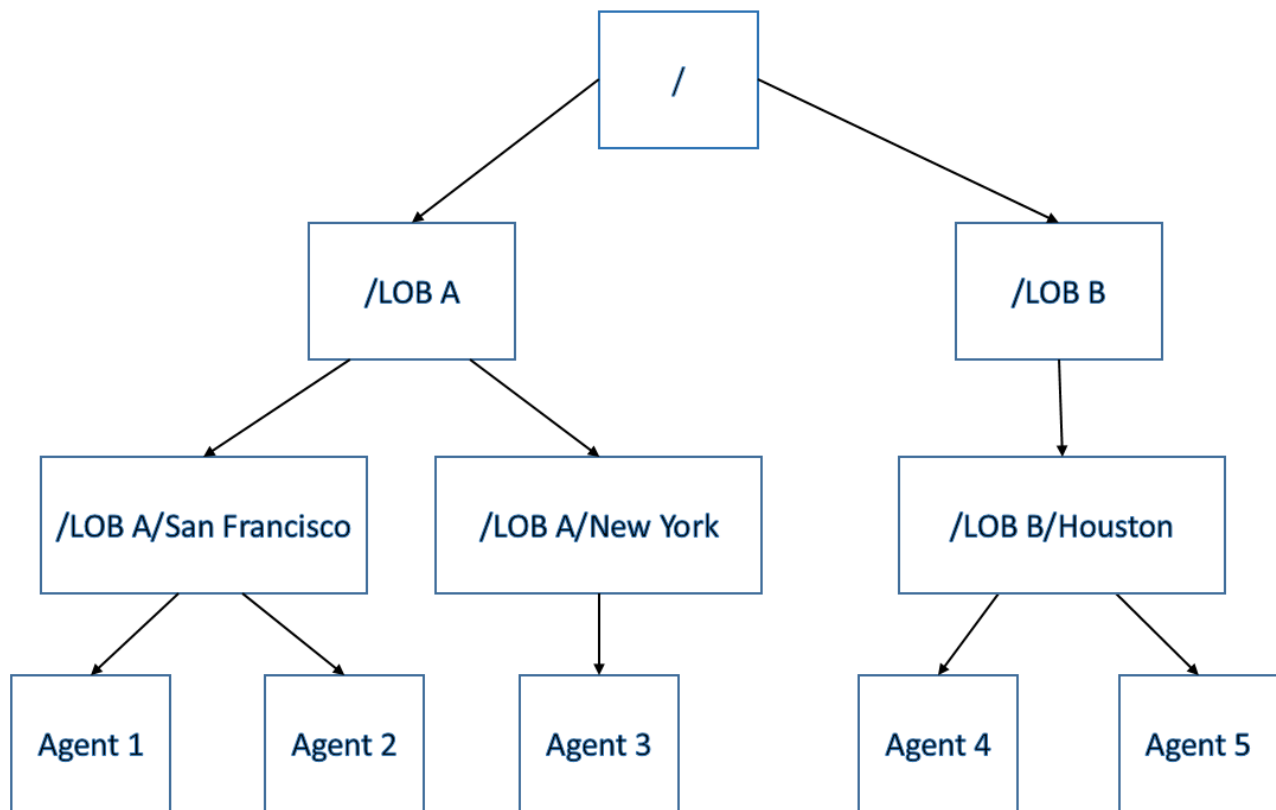 /
/LOB A
/LOB B
/LOB A/San Francisco
/LOB A/New York
/LOB B/Houston
Agent 1
Agent 2
Agent 3
Agent 4
Agent 5